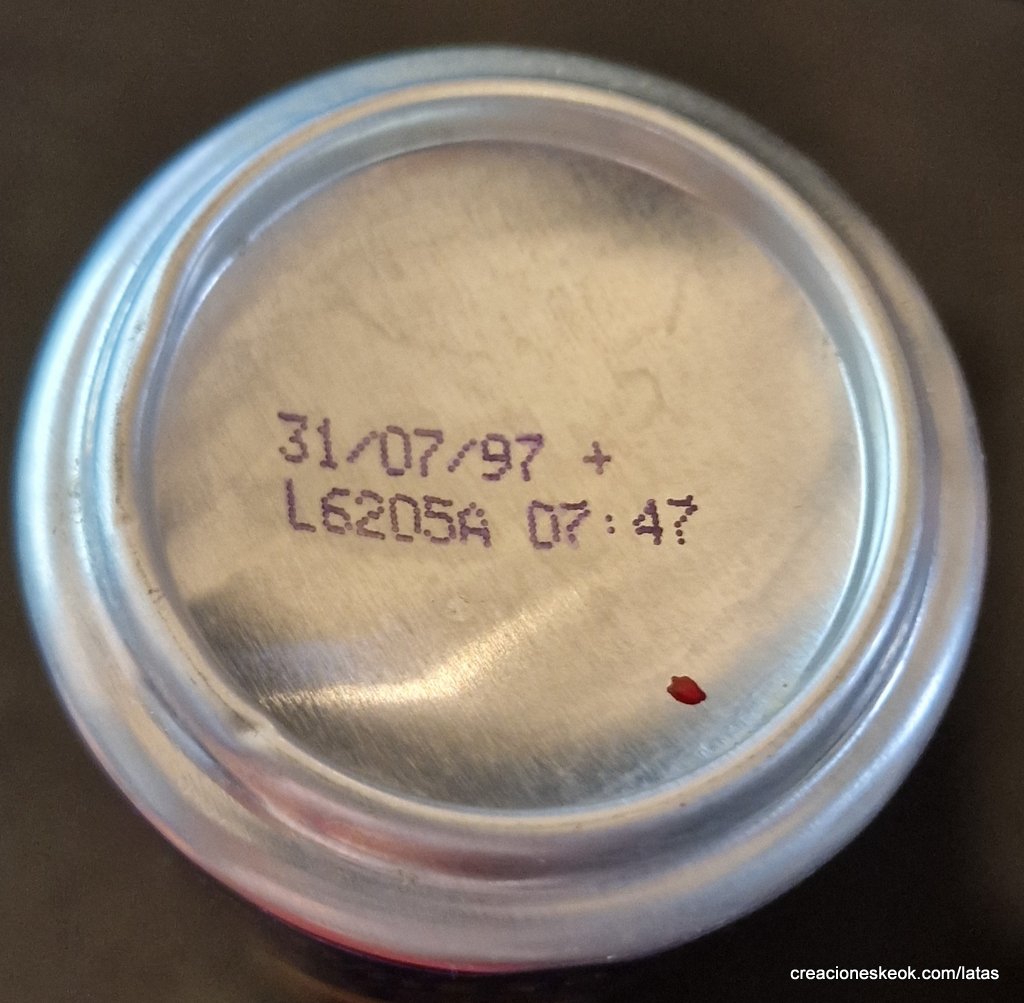 31/07/97 +
L6205A 07:47
creacioneskeok.com/latas